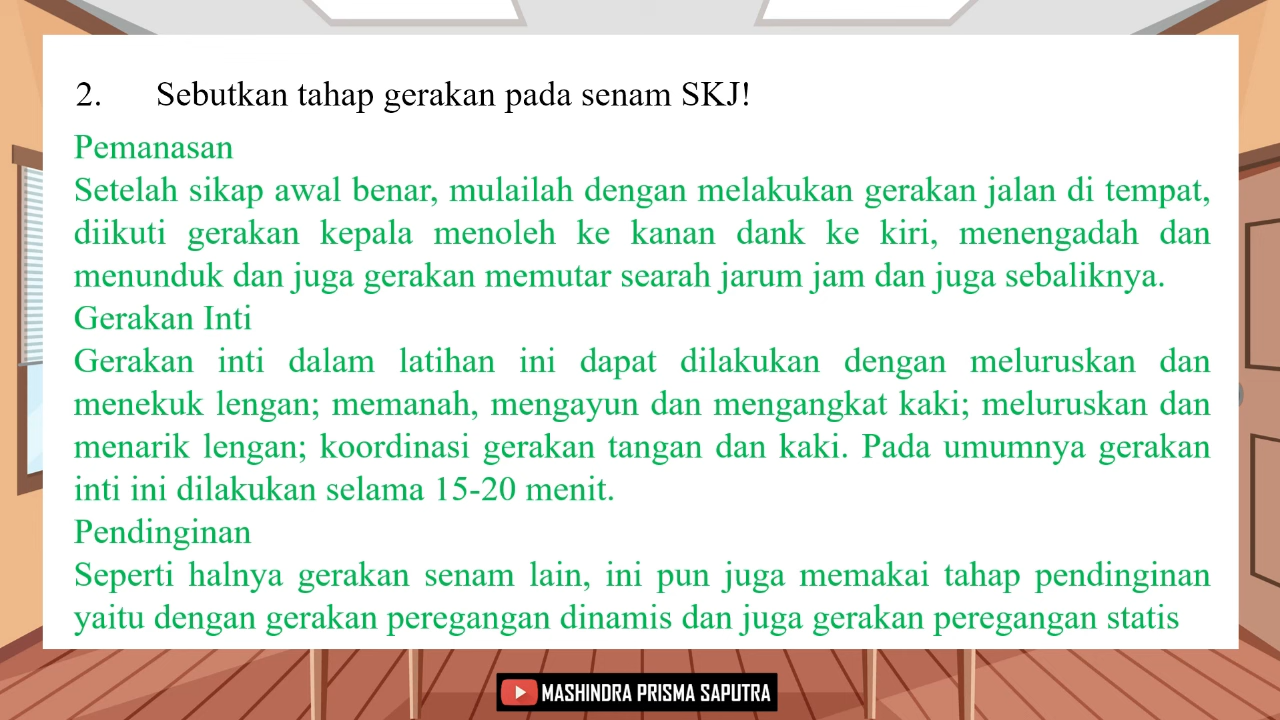 2. Sebutkan tahap gerakan pada senam SKJ!
Pemanasan
Setelah sikap awal benar, mulailah dengan melakukan gerakan jalan di tempat,
diikuti gerakan kepala menoleh ke kanan dank ke kiri, menengadah dan
menunduk dan juga gerakan memutar searah jarum jam dan juga sebaliknya.
Gerakan Inti
Gerakan inti dalam latihan ini dapat dilakukan dengan meluruskan dan
menekuk lengan; memanah, mengayun dan mengangkat kaki; meluruskan dan
menarik lengan; koordinasi gerakan tangan dan kaki. Pada umumnya gerakan
inti ini dilakukan selama 15-20 menit.
Pendinginan
Seperti halnya gerakan senam lain, ini pun juga memakai tahap pendinginan
yaitu dengan gerakan peregangan dinamis dan juga gerakan peregangan statis
MASHINDRA PRISMA SAPUTRA